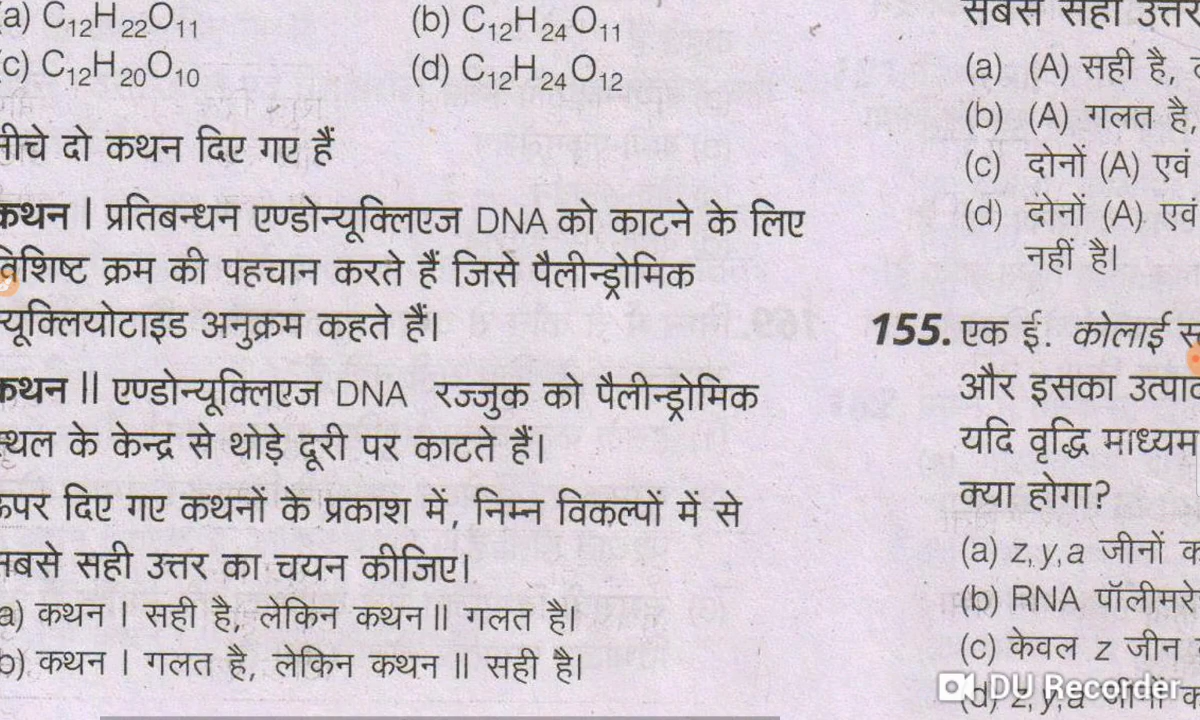 (a) C₁₂H₂₂O₁₁ (b) C₁₂H₂₄O₁₁
(c) C₁₂H₂₀O₁₀ (d) C₁₂H₂₄O₁₂
नीचे दो कथन दिए गए हैं
कथन I प्रतिबन्धन एण्डोन्यूक्लिएज DNA को काटने के लिए
विशिष्ट क्रम की पहचान करते हैं जिसे पैलीन्ड्रोमिक
न्यूक्लियोटाइड अनुक्रम कहते हैं।
कथन II एण्डोन्यूक्लिएज DNA रज्जुक को पैलीन्ड्रोमिक
स्थल के केन्द्र से थोड़े दूरी पर काटते हैं।
ऊपर दिए गए कथनों के प्रकाश में, निम्न विकल्पों में से
सबसे सही उत्तर का चयन कीजिए।
a) कथन I सही है, लेकिन कथन II गलत है।
b) कथन I गलत है, लेकिन कथन II सही है।
सबसे सही उत्तर
(a) (A) सही है,
(b) (A) गलत है,
(c) दोनों (A) एवं
(d) दोनों (A) एवं
नहीं है।
155. एक ई. कोलाई
और इसका
यदि वृद्धि माध्यम
क्या होगा?
(a) z, y, a जीनों
(b) RNA
(c) केवल z जीन
(d) z, y, a जीनों
DU Recorder